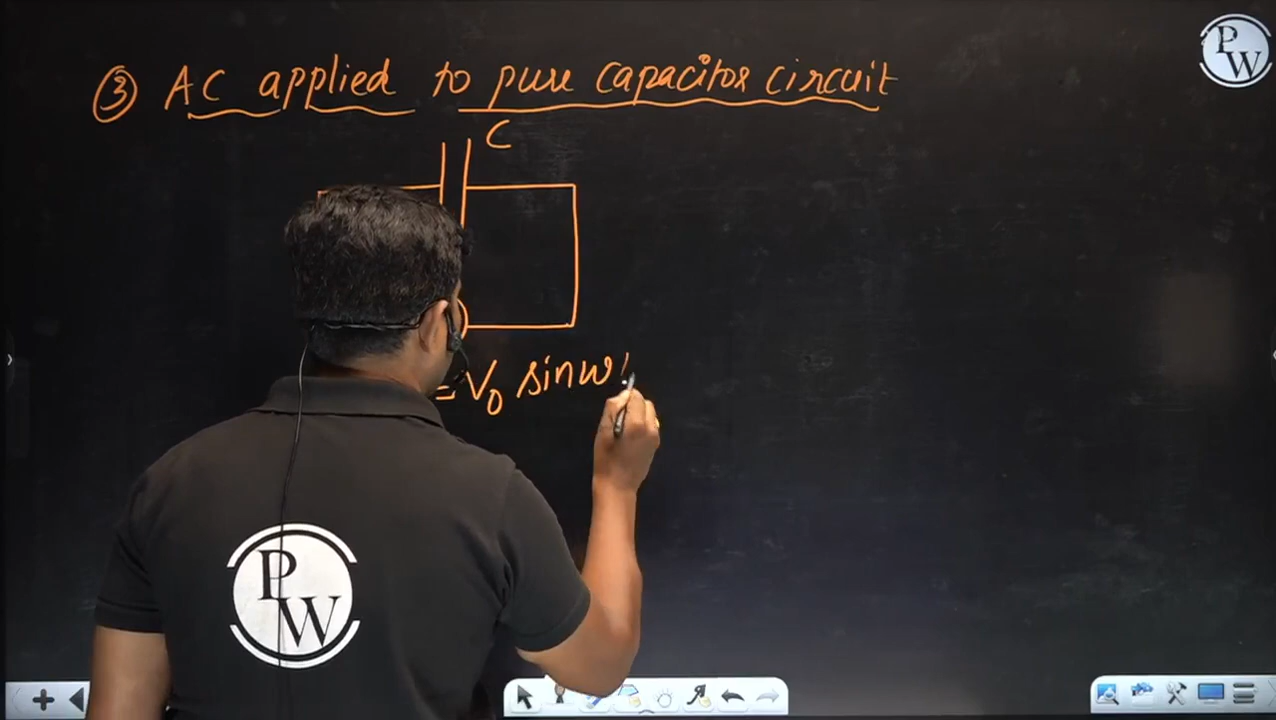 PW
③ AC applied to pure capacitor circuit
C
= V₀ sinω
PW